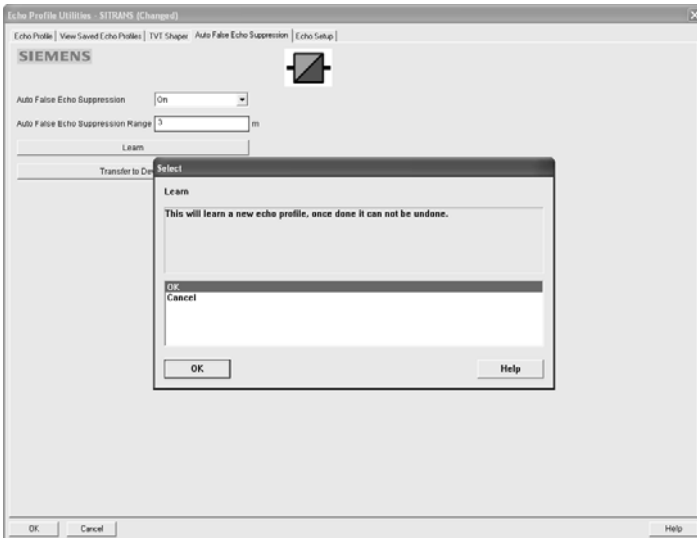 Echo Profile Utilities - SITRANS (Changed)
Echo Profile View Saved Echo Profiles TVT Shaper Auto False Echo Suppression Echo Setup
SIEMENS
Auto False Echo Suppression On
Auto False Echo Suppression Range 3 m
Learn
Transfer to De
Select
Learn
This will learn a new echo profile, once done it can not be undone.
OK
Cancel
OK Help
OK Cancel Help